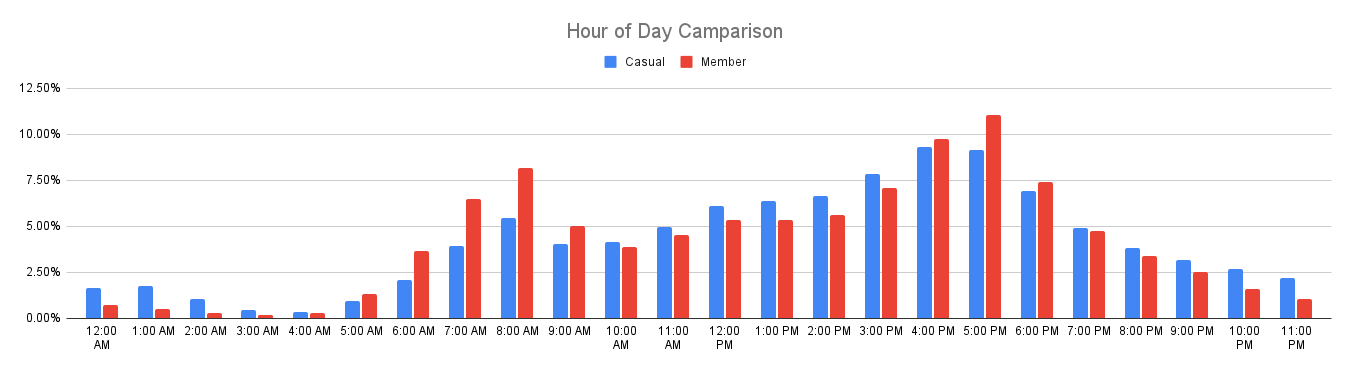 Hour of Day Camparison
Casual Member
12.50%
10.00%
7.50%
5.00%
2.50%
0.00%
12:00 AM 1:00 AM 2:00 AM 3:00 AM 4:00 AM 5:00 AM 6:00 AM 7:00 AM 8:00 AM 9:00 AM 10:00 AM 11:00 AM 12:00 PM 1:00 PM 2:00 PM 3:00 PM 4:00 PM 5:00 PM 6:00 PM 7:00 PM 8:00 PM 9:00 PM 10:00 PM 11:00 PM